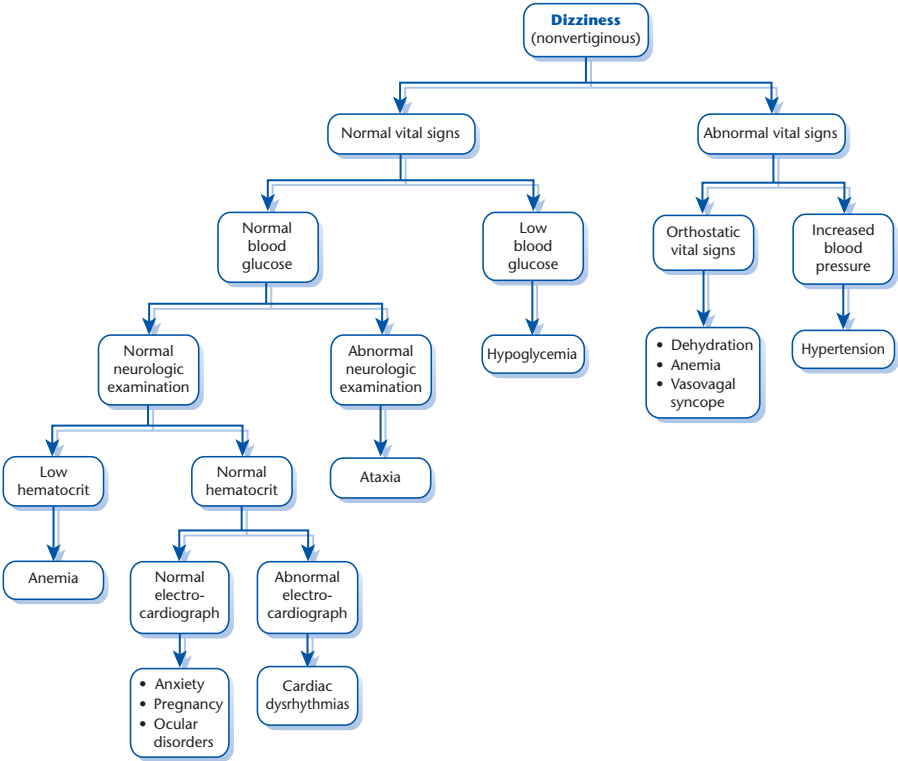 Dizziness
(nonvertiginous)
Normal vital signs
Abnormal vital signs
Normal
blood
glucose
Low
blood
glucose
Orthostatic
vital signs
Increased
blood
pressure
Normal
neurologic
examination
Abnormal
neurologic
examination
Hypoglycemia
• Dehydration
• Anemia
• Vasovagal
syncope
Hypertension
Low
hematocrit
Normal
hematocrit
Ataxia
Anemia
Normal
electro-
cardiograph
Abnormal
electro-
cardiograph
• Anxiety
• Pregnancy
• Ocular
disorders
Cardiac
dysrhythmias